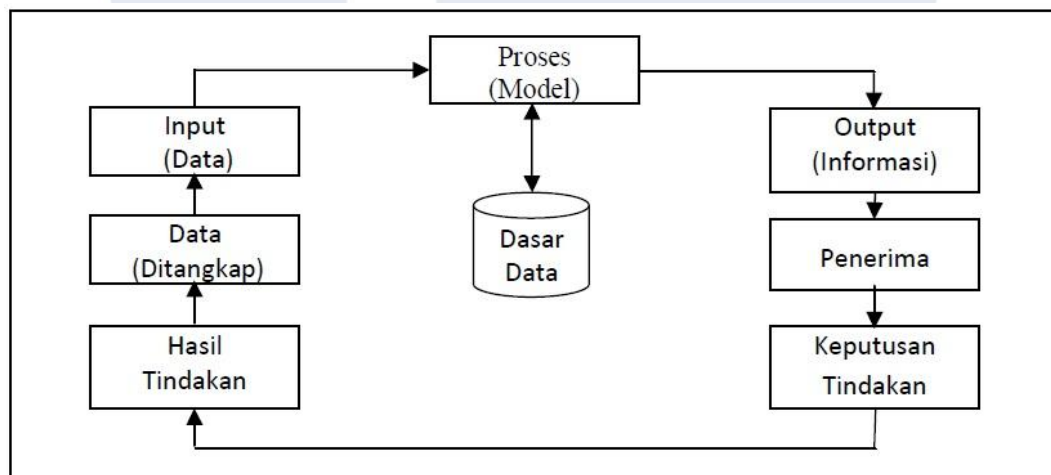 Proses
(Model)
Input
(Data)
Output
(Informasi)
Data
(Ditangkap)
Dasar
Data
Penerima
Hasil
Tindakan
Keputusan
Tindakan